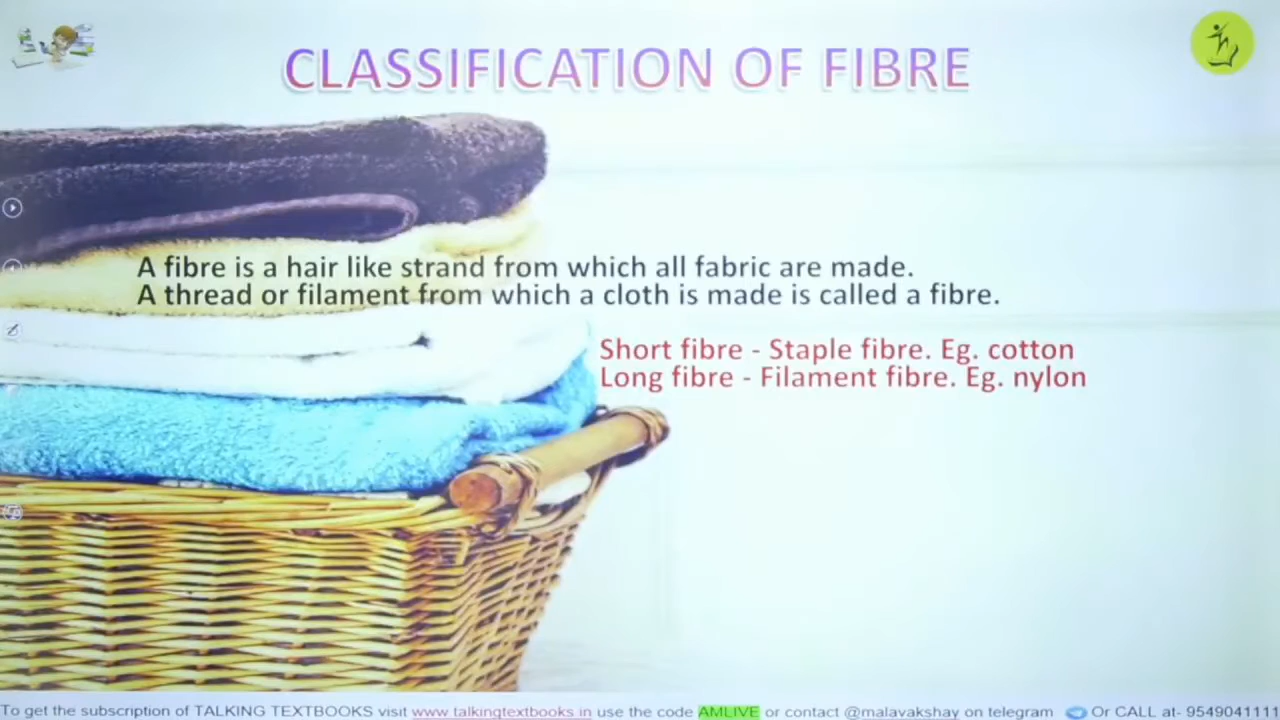 CLASSIFICATION OF FIBRE
A fibre is a hair like strand from which all fabric are made.
A thread or filament from which a cloth is made is called a fibre.
Short fibre - Staple fibre. Eg. cotton
Long fibre - Filament fibre. Eg. nylon
To get the subscription of TALKING TEXTBOOKS visit www.talkingtextbooks.in use the code AMLIVE or contact @malavakshay on telegram Or CALL at- 9549041111